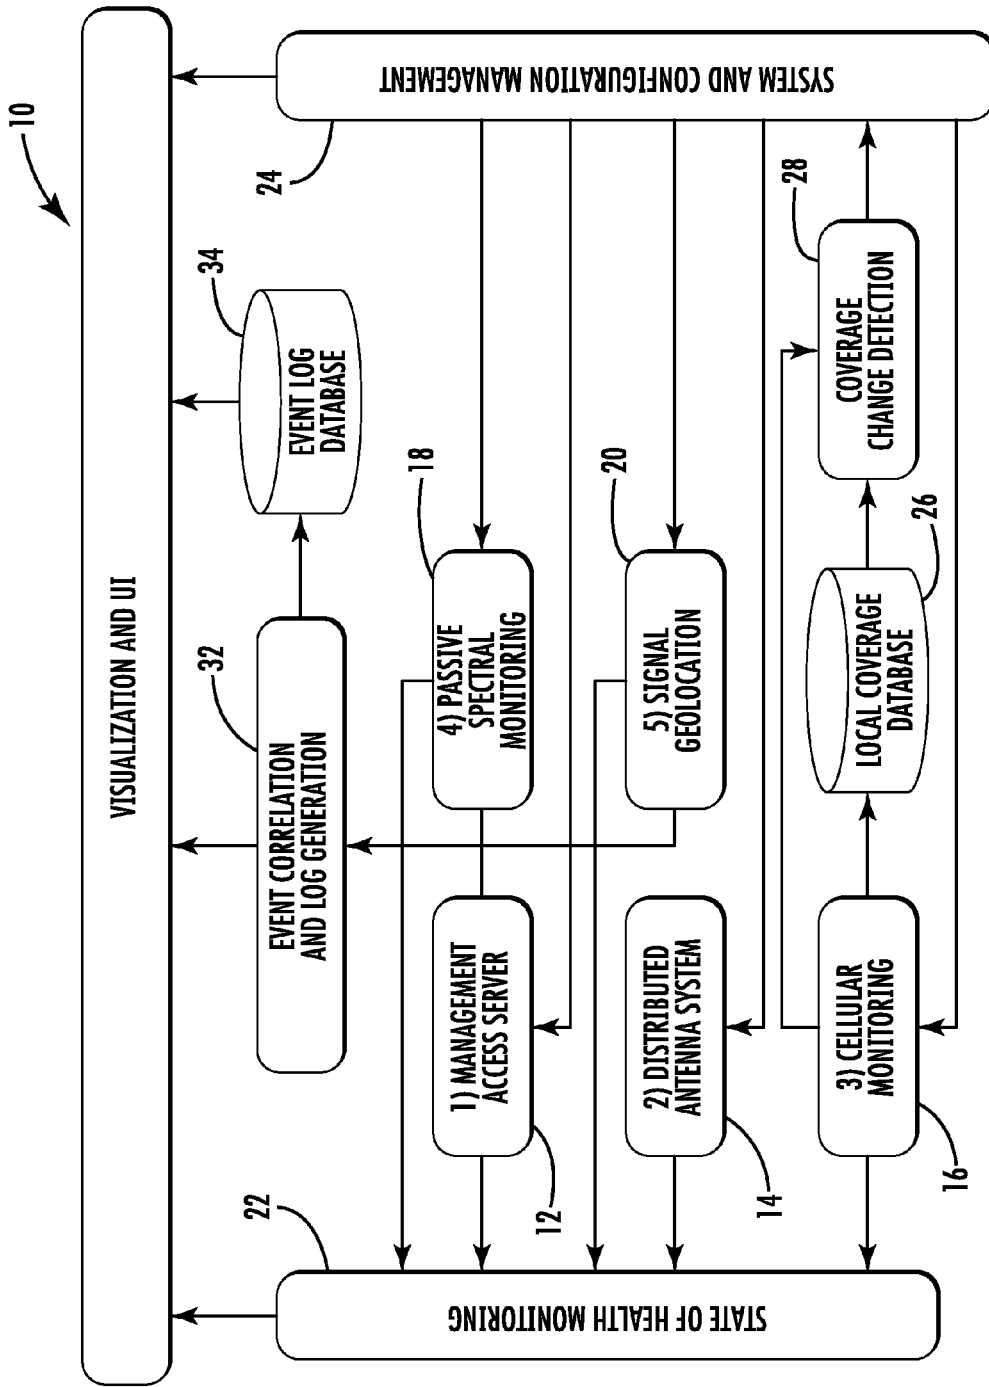 10
VISUALIZATION AND UI
32
EVENT CORRELATION
AND LOG GENERATION
34
EVENT LOG
DATABASE
22
STATE OF HEALTH MONITORING
24
SYSTEM AND CONFIGURATION MANAGEMENT
1) MANAGEMENT
ACCESS SERVER
12
4) PASSIVE
SPECTRAL
MONITORING
18
2) DISTRIBUTED
ANTENNA SYSTEM
14
5) SIGNAL
GEOLOCATION
20
3) CELLULAR
MONITORING
16
LOCAL COVERAGE
DATABASE
26
COVERAGE
CHANGE DETECTION
28